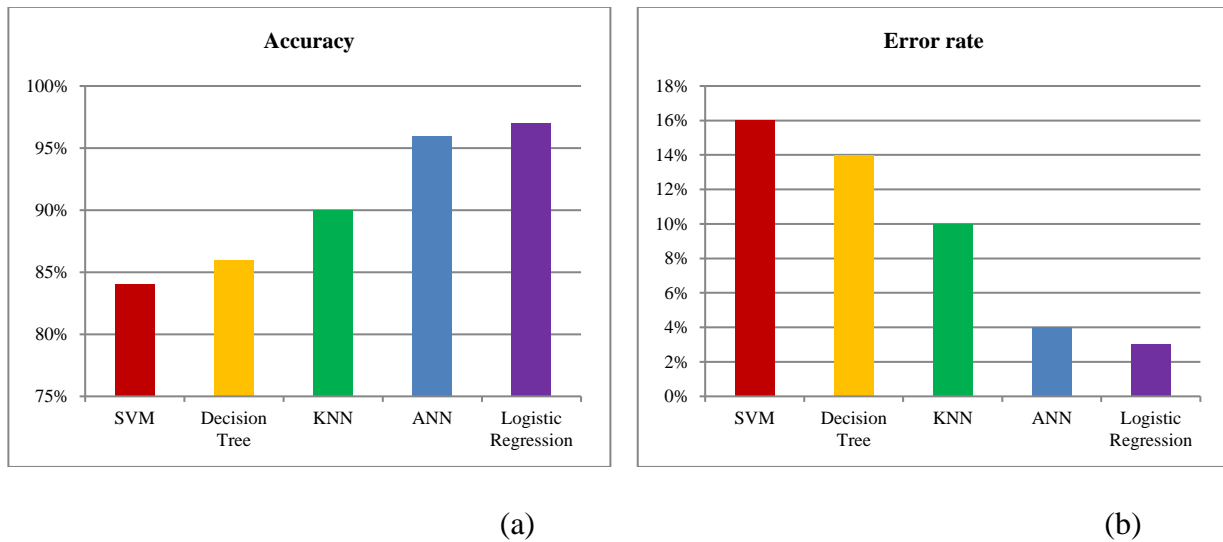 Accuracy
100%
95%
90%
85%
80%
75%
SVM
Decision
Tree
KNN
ANN
Logistic
Regression
(a)
Error rate
18%
16%
14%
12%
10%
8%
6%
4%
2%
0%
SVM
Decision
Tree
KNN
ANN
Logistic
Regression
(b)